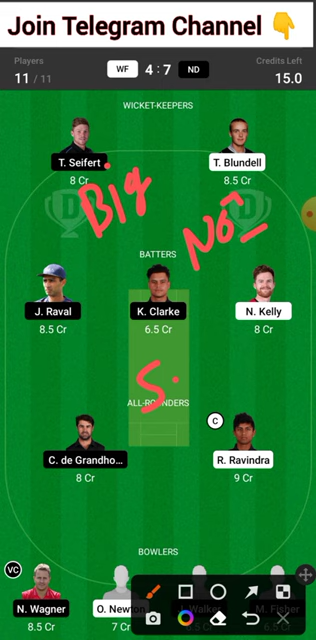 Join Telegram Channel 👇
Players
11 / 11
WF 4 : 7 ND
Credits Left
15.0
WICKET-KEEPERS
T. Seifert
T. Blundell
8 Cr
8.5 Cr
Big
No
BATTERS
J. Raval
K. Clarke
N. Kelly
8.5 Cr
6.5 Cr
8 Cr
S.
ALL-ROUNDERS
C
C. de Grandho...
R. Ravindra
8 Cr
9 Cr
BOWLERS
VC
N. Wagner
O. Newton
J. Walker
M. Fisher
8.5 Cr
7 Cr